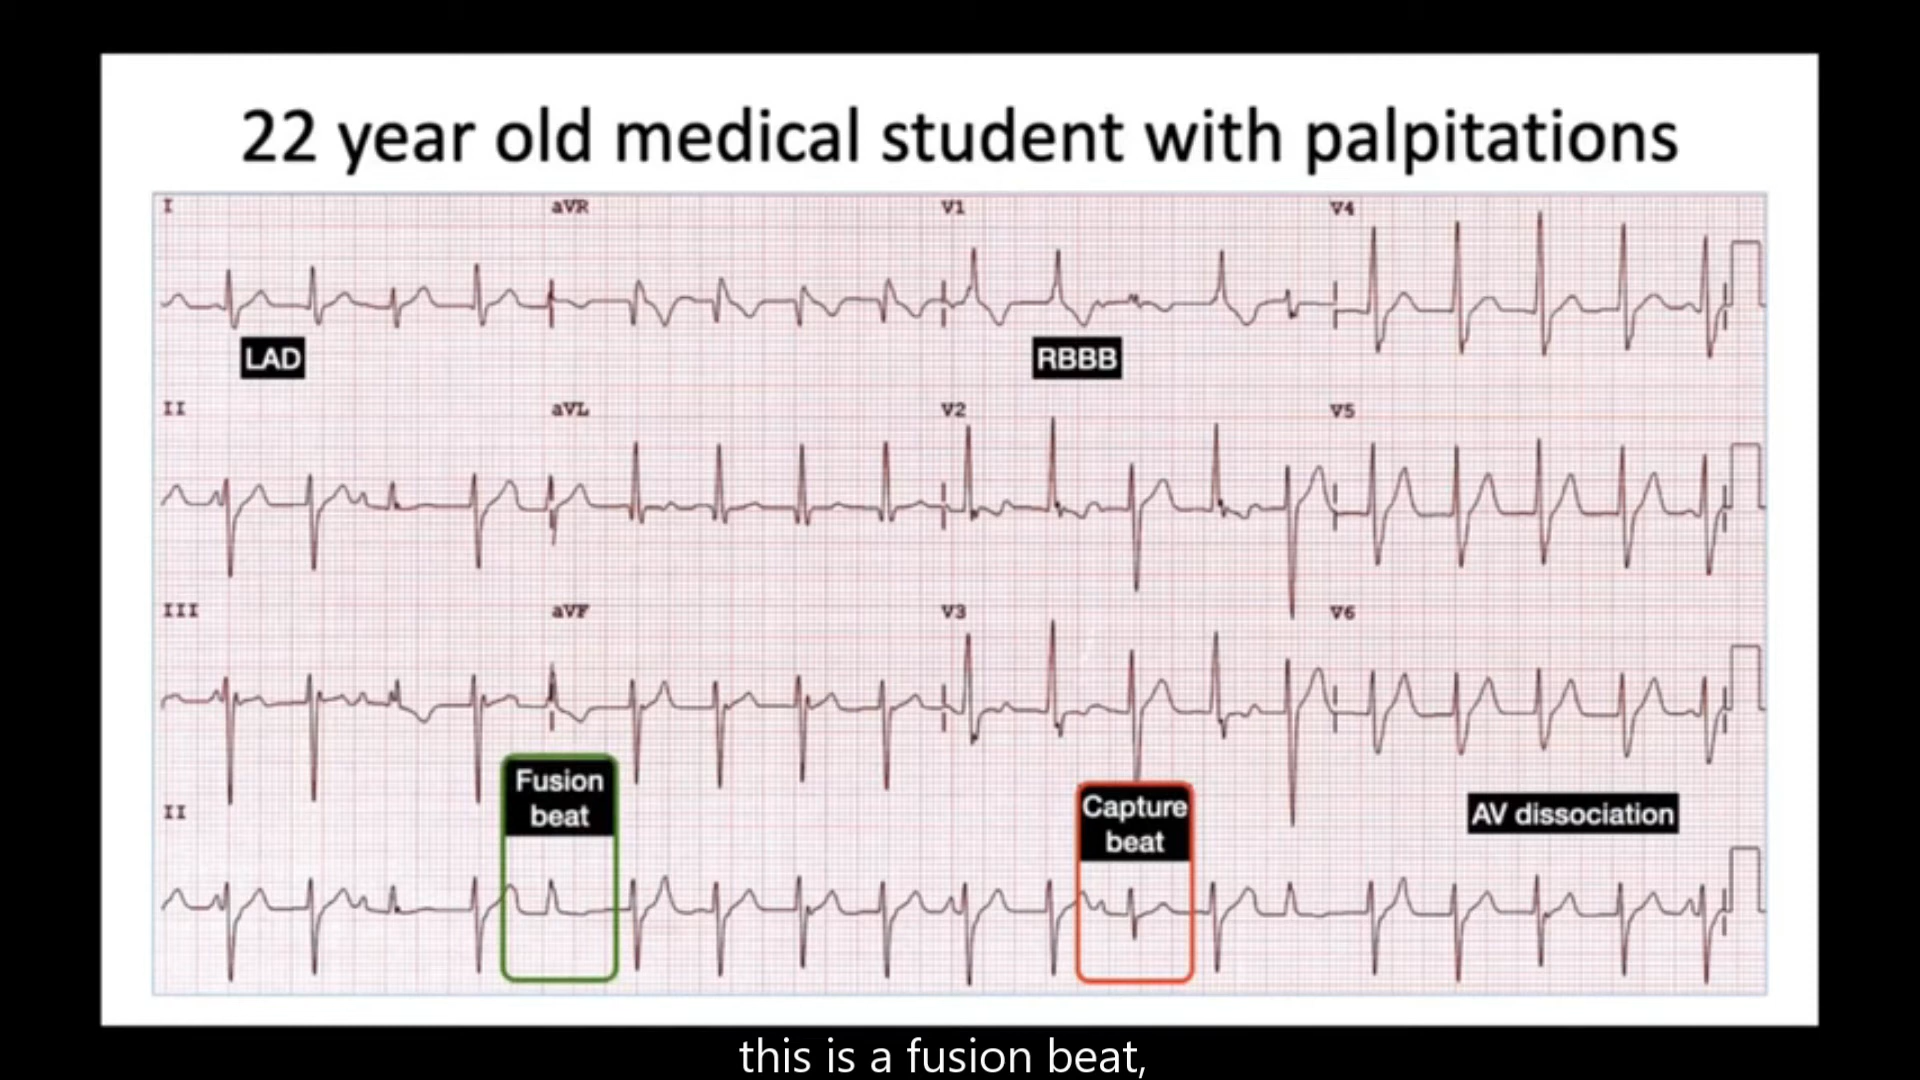 22 year old medical student with palpitations
I aVR V1 V4
LAD
RBBB
II aVL V2 V5
III aVF V3 V6
Fusion
beat
Capture
beat
AV dissociation
II
this is a fusion beat,